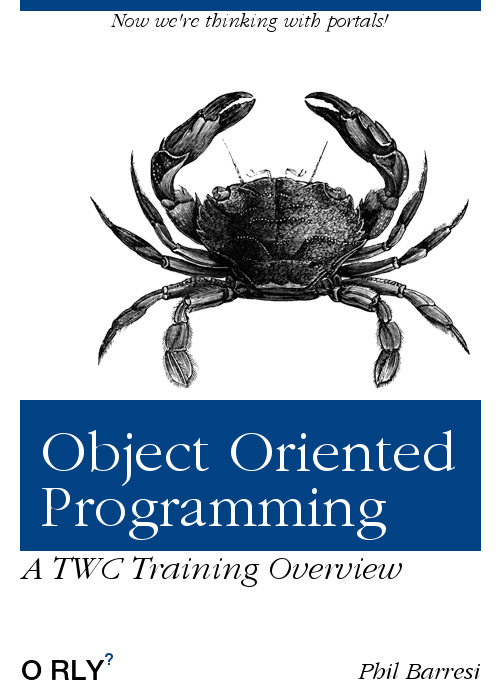 Now we're thinking with portals!
Object Oriented
Programming
A TWC Training Overview
O RLY?
Phil Barresi